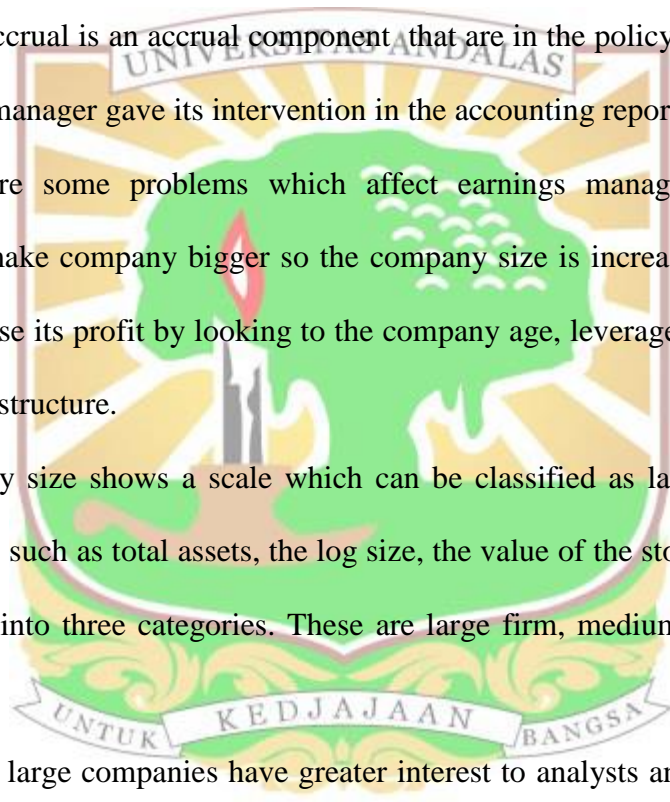 ccrual is an accrual component that are in the policy
UNIVERSITAS ANDALAS
manager gave its intervention in the accounting repor
re some problems which affect earnings manag
make company bigger so the company size is increa
se its profit by looking to the company age, leverage
structure.
y size shows a scale which can be classified as la
such as total assets, the log size, the value of the sto
into three categories. These are large firm, medium
UNTUK KEDJAJAAN BANGSA
large companies have greater interest to analysts an